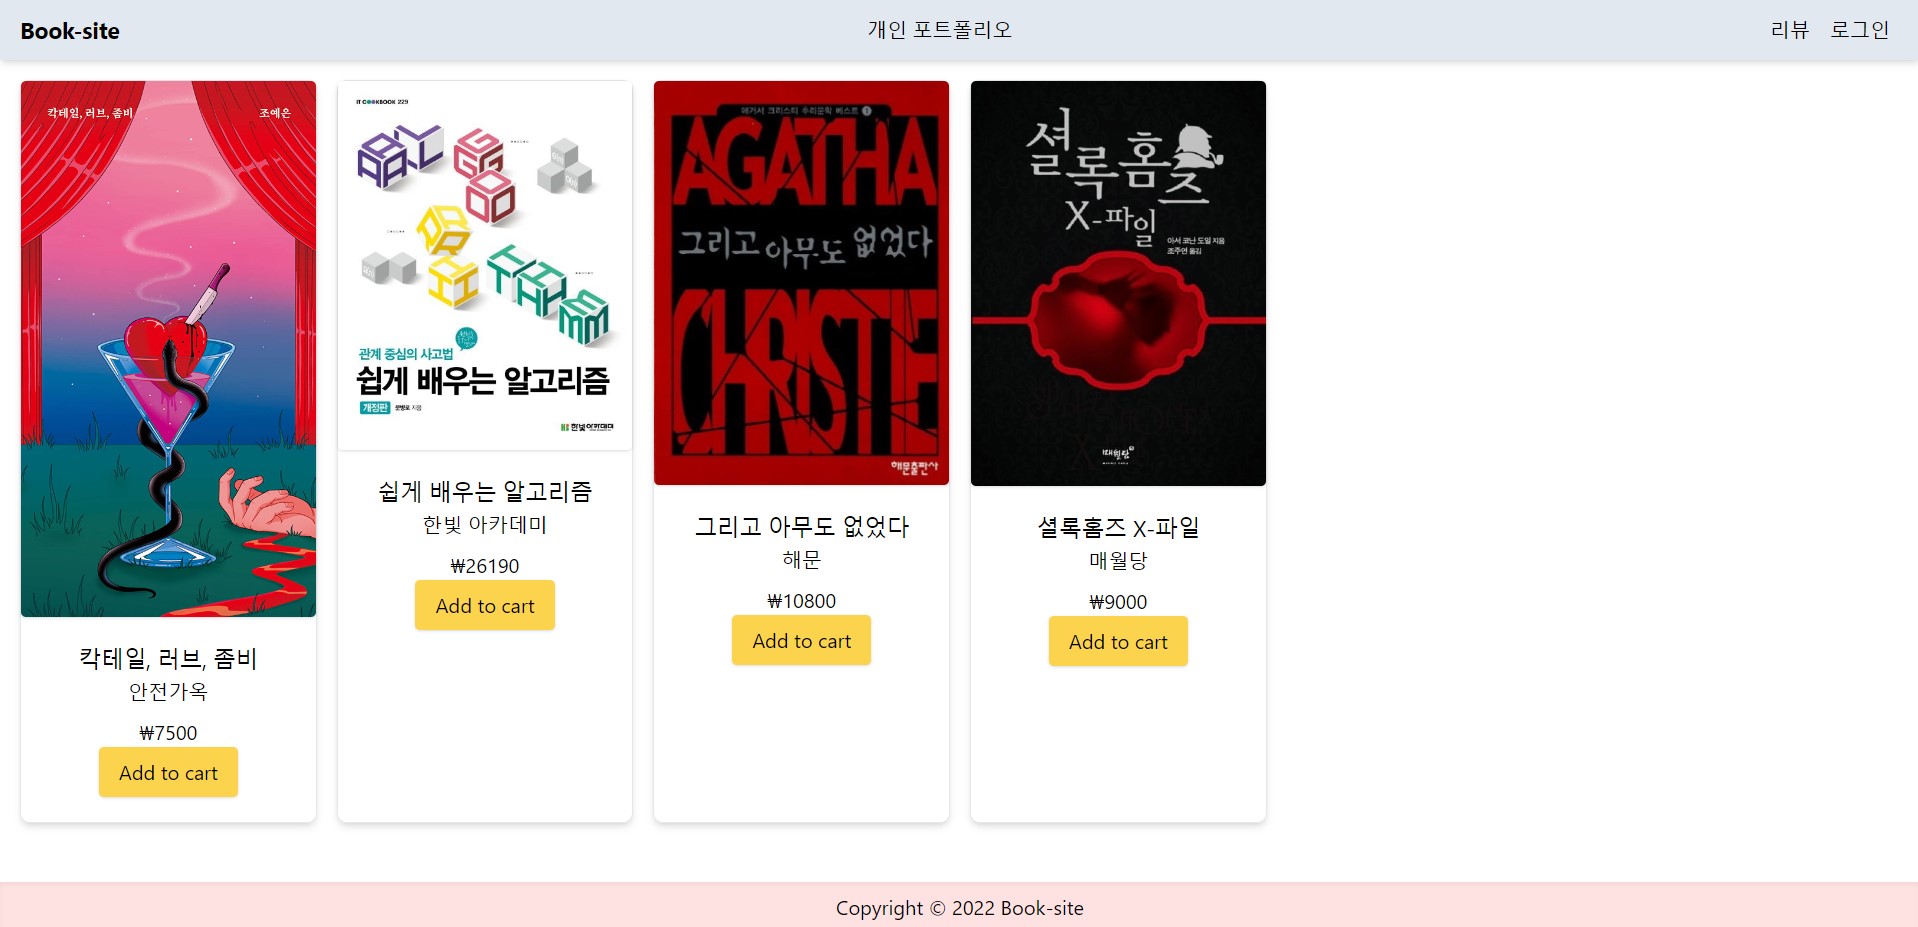 Book-site
개인 포트폴리오
리뷰 로그인
칵테일, 러브, 좀비
조예은
칵테일, 러브, 좀비
안전가옥
₩7500
Add to cart
IT COOKBOOK 229
ALGORITHM
관계 중심의 사고법
쉽게 배우는 알고리즘
개정판 문병로 지음
한빛아카데미
쉽게 배우는 알고리즘
한빛 아카데미
₩26190
Add to cart
애거서 크리스티 추리문학 베스트 1
AGATHA
그리고 아무도 없었다
CHRISTIE
해문출판사
그리고 아무도 없었다
해문
₩10800
Add to cart
셜록홈즈
X-파일
아서 코난 도일 지음
조주연 옮김
매월당
셜록홈즈 X-파일
매월당
₩9000
Add to cart
Copyright © 2022 Book-site